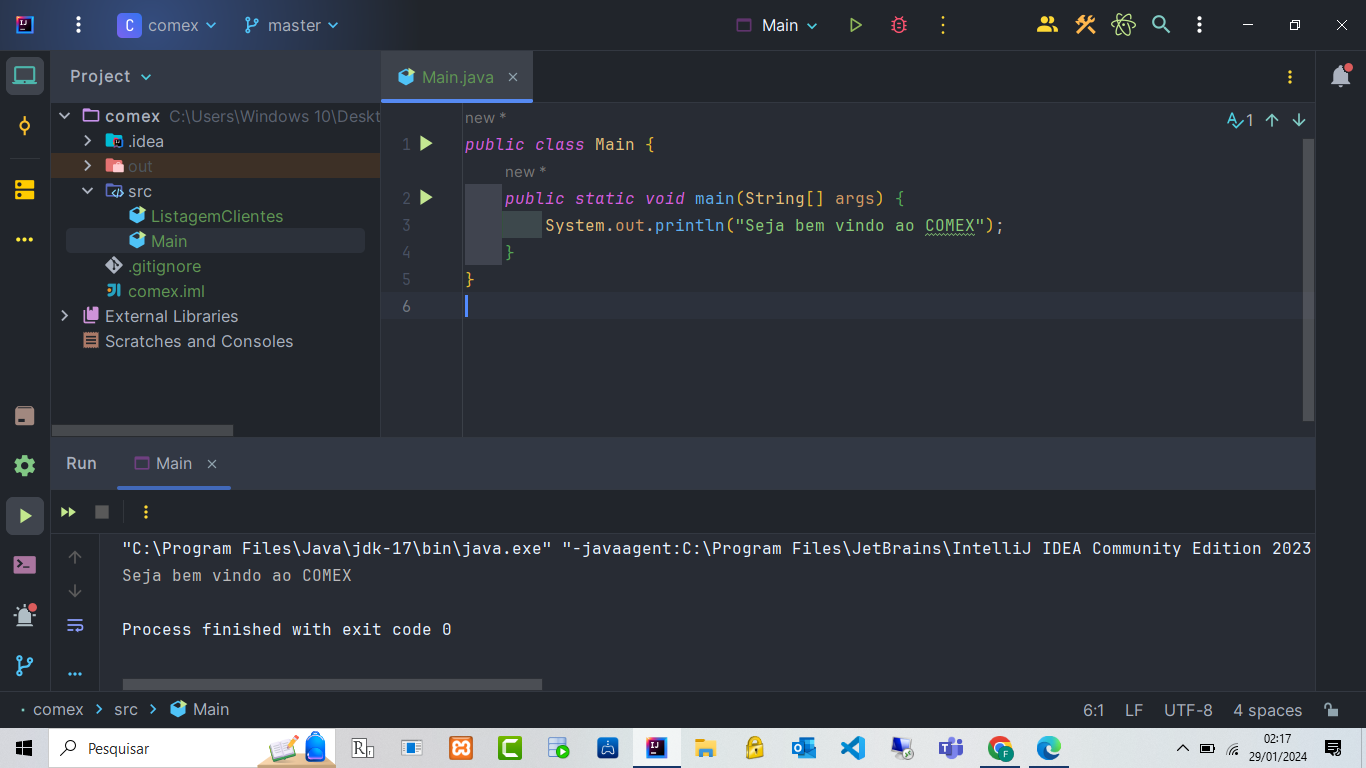 C comex master Main
Project
Main.java
comex C:\Users\Windows 10\Deskt
.idea
out
src
ListagemClientes
Main
.gitignore
comex.iml
External Libraries
Scratches and Consoles
new *
1
1 public class Main {
new *
2 public static void main(String[] args) {
3 System.out.println("Seja bem vindo ao COMEX");
4 }
5 }
6
Run Main
"C:\Program Files\Java\jdk-17\bin\java.exe" "-javaagent:C:\Program Files\JetBrains\IntelliJ IDEA Community Edition 2023
Seja bem vindo ao COMEX
Process finished with exit code 0
comex src Main
6:1 LF UTF-8 4 spaces
Pesquisar
02:17
29/01/2024